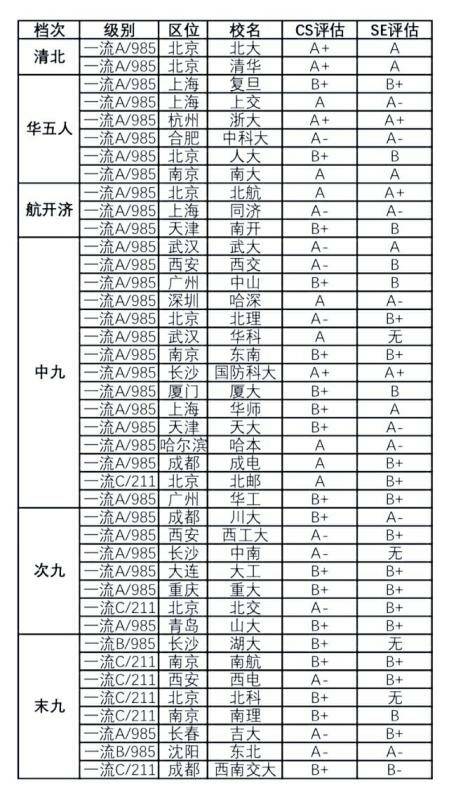 档次 级别 区位 校名 CS评估 SE评估
清北 一流A/985 北京 北大 A+ A
一流A/985 北京 清华 A+ A
华五人 一流A/985 上海 复旦 B+ B+
一流A/985 上海 上交 A A-
一流A/985 杭州 浙大 A+ A+
一流A/985 合肥 中科大 A- A-
一流A/985 北京 人大 B+ B
一流A/985 南京 南大 A A
航开济 一流A/985 北京 北航 A A+
一流A/985 上海 同济 A- A-
一流A/985 天津 南开 B+ B
中九 一流A/985 武汉 武大 A- A
一流A/985 西安 西交 A- B
一流A/985 广州 中山 B+ B
一流A/985 深圳 哈深 A A-
一流A/985 北京 北理 A- B+
一流A/985 武汉 华科 A 无
一流A/985 南京 东南 B+ B+
一流A/985 长沙 国防科大 A+ A+
一流A/985 厦门 厦大 B+ B
一流A/985 上海 华师 B+ A
一流A/985 天津 天大 B+ A-
一流A/985 哈尔滨 哈本 A A-
一流A/985 成都 成电 A B+
一流C/211 北京 北邮 A B+
一流A/985 广州 华工 B+ B+
次九 一流A/985 成都 川大 B+ A-
一流A/985 西安 西工大 A- B+
一流A/985 长沙 中南 A- 无
一流A/985 大连 大工 B+ B+
一流A/985 重庆 重大 B+ B+
一流C/211 北京 北交 A- B+
一流A/985 青岛 山大 B+ B+
末九 一流B/985 长沙 湖大 B+ 无
一流C/211 南京 南航 B+ B+
一流C/211 西安 西电 A- B+
一流C/211 北京 北科 B+ 无
一流C/211 南京 南理 B+ B
一流A/985 长春 吉大 A- B+
一流B/985 沈阳 东北 A- A-
一流C/211 成都 西南交大 B+ B-